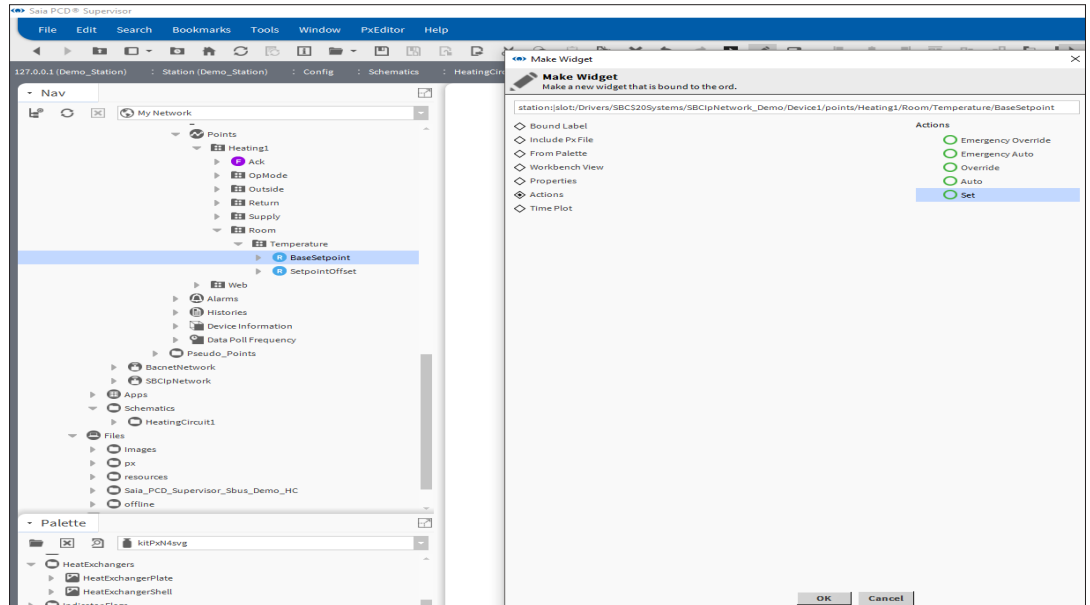 Saia PCD® Supervisor
File Edit Search Bookmarks Tools Window PxEditor Help
127.0.0.1 (Demo_Station) : Station (Demo_Station) : Config : Schematics : HeatingCir
Nav
My Network
Points
Heating1
F Ack
OpMode
Outside
Return
Supply
Room
Temperature
R BaseSetpoint
R SetpointOffset
Web
Alarms
Histories
Device Information
Data Poll Frequency
Pseudo_Points
BacnetNetwork
SBCIpNetwork
Apps
Schematics
HeatingCircuit1
Files
Images
px
resources
Saia_PCD_Supervisor_Sbus_Demo_HC
offline
Palette
kitPxN4svg
HeatExchangers
HeatExchangerPlate
HeatExchangerShell
Make Widget
Make Widget
Make a new widget that is bound to the ord.
station:|slot:/Drivers/SBC$20Systems/SBCIpNetwork_Demo/Device1/points/Heating1/Room/Temperature/BaseSetpoint
Bound Label
Include Px File
From Palette
Workbench View
Properties
Actions
Time Plot
Actions
Emergency Override
Emergency Auto
Override
Auto
Set
OK Cancel